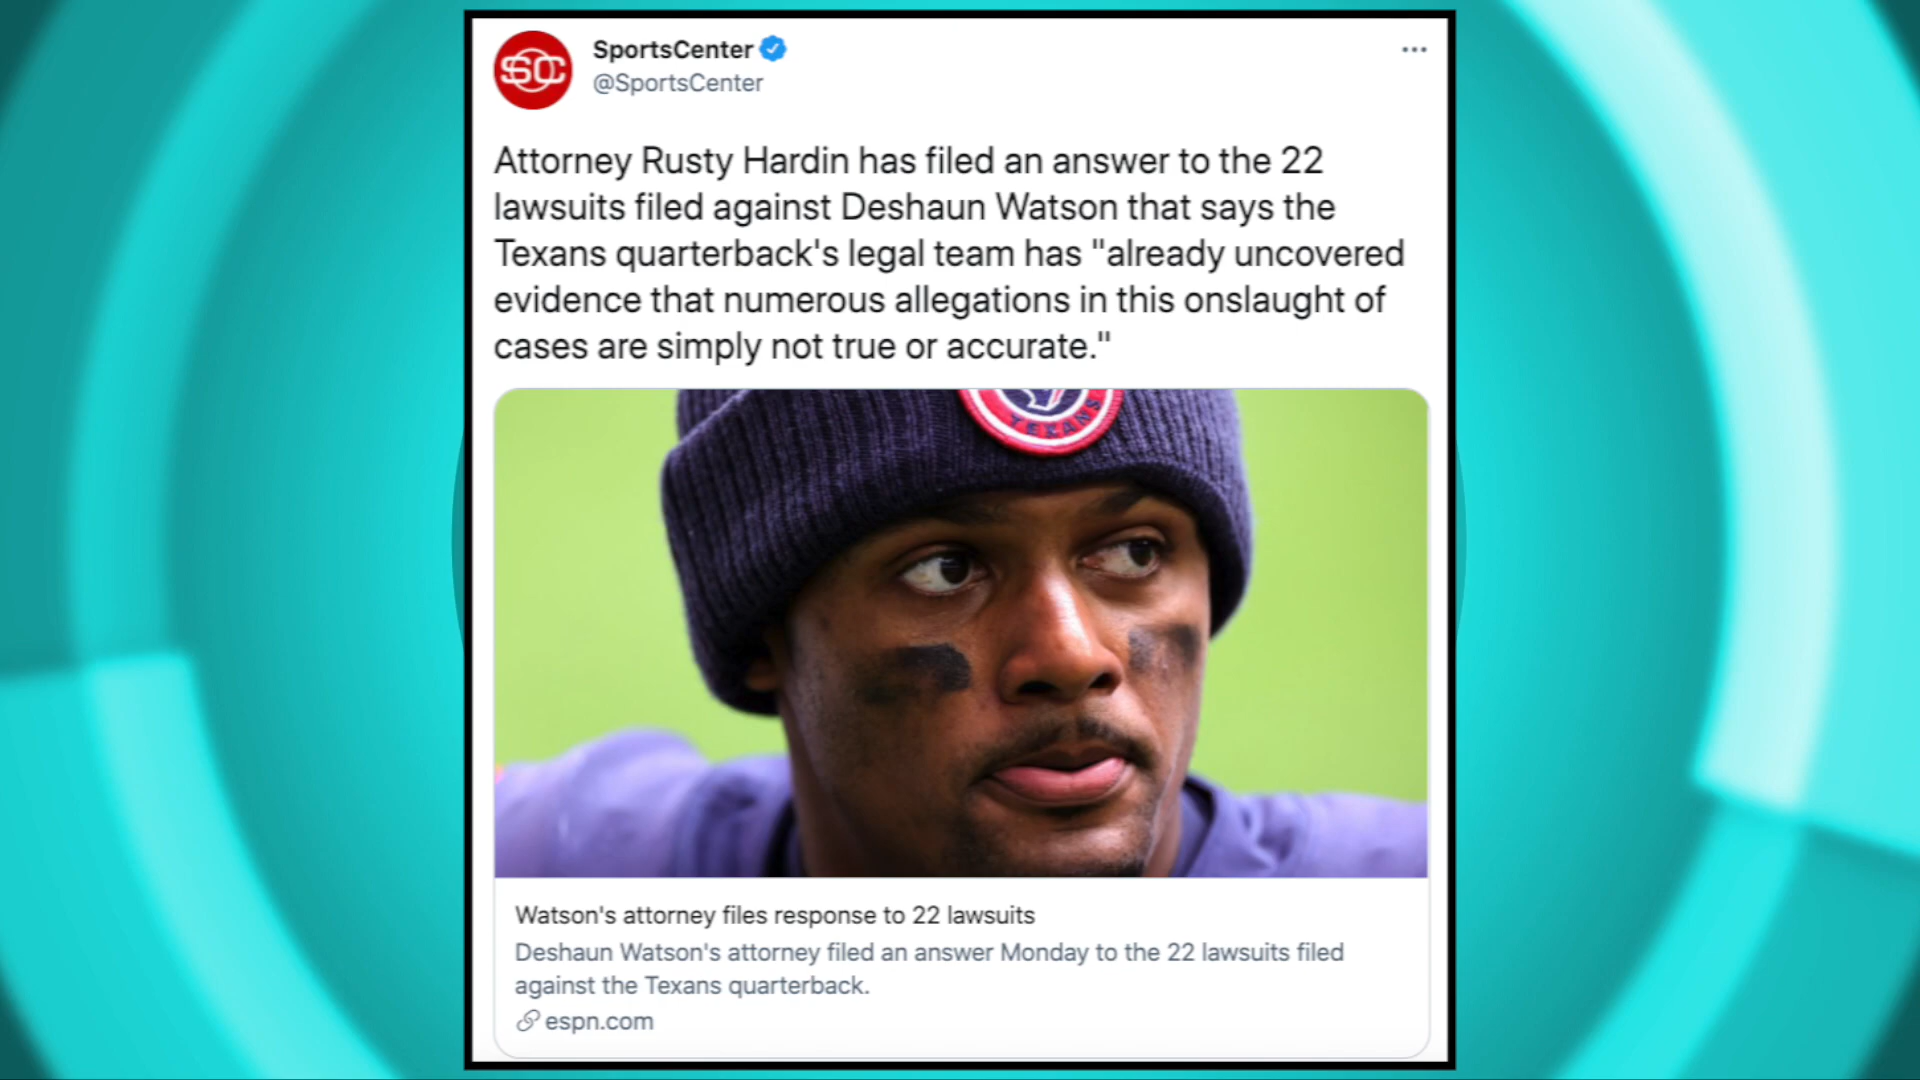 SC
SportsCenter
@SportsCenter
Attorney Rusty Hardin has filed an answer to the 22
lawsuits filed against Deshaun Watson that says the
Texans quarterback's legal team has "already uncovered
evidence that numerous allegations in this onslaught of
cases are simply not true or accurate."
TEXANS
Watson's attorney files response to 22 lawsuits
Deshaun Watson's attorney filed an answer Monday to the 22 lawsuits filed
against the Texans quarterback.
espn.com